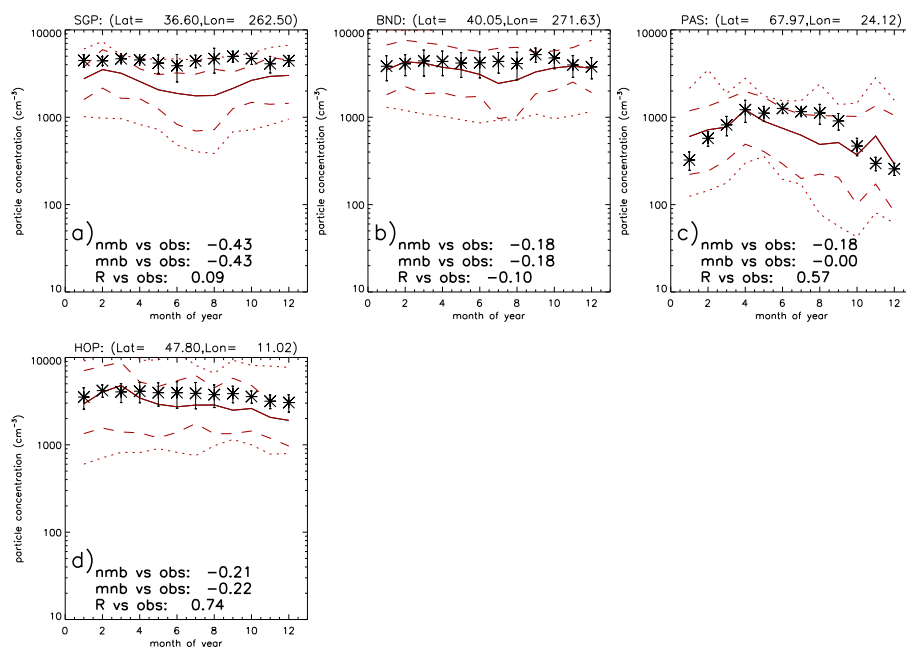 SGP: (Lat= 36.60,Lon= 262.50)
10000
1000
100
10
particle concentration (cm⁻³)
a)
nmb vs obs: −0.43
mnb vs obs: −0.43
R vs obs: 0.09
0 2 4 6 8 10 12
month of year
BND: (Lat= 40.05,Lon= 271.63)
10000
1000
100
10
particle concentration (cm⁻³)
b)
nmb vs obs: −0.18
mnb vs obs: −0.18
R vs obs: −0.10
0 2 4 6 8 10 12
month of year
PAS: (Lat= 67.97,Lon= 24.12)
10000
1000
100
10
particle concentration (cm⁻³)
c)
nmb vs obs: −0.18
mnb vs obs: −0.00
R vs obs: 0.57
0 2 4 6 8 10 12
month of year
HOP: (Lat= 47.80,Lon= 11.02)
10000
1000
100
10
particle concentration (cm⁻³)
d)
nmb vs obs: −0.21
mnb vs obs: −0.22
R vs obs: 0.74
0 2 4 6 8 10 12
month of year